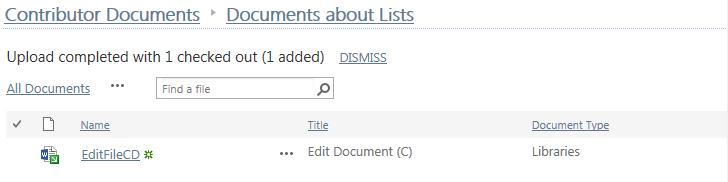 Contributor Documents ▸ Documents about Lists
Upload completed with 1 checked out (1 added) DISMISS
All Documents ••• Find a file
Name Title Document Type
EditFileCD ••• Edit Document (C) Libraries